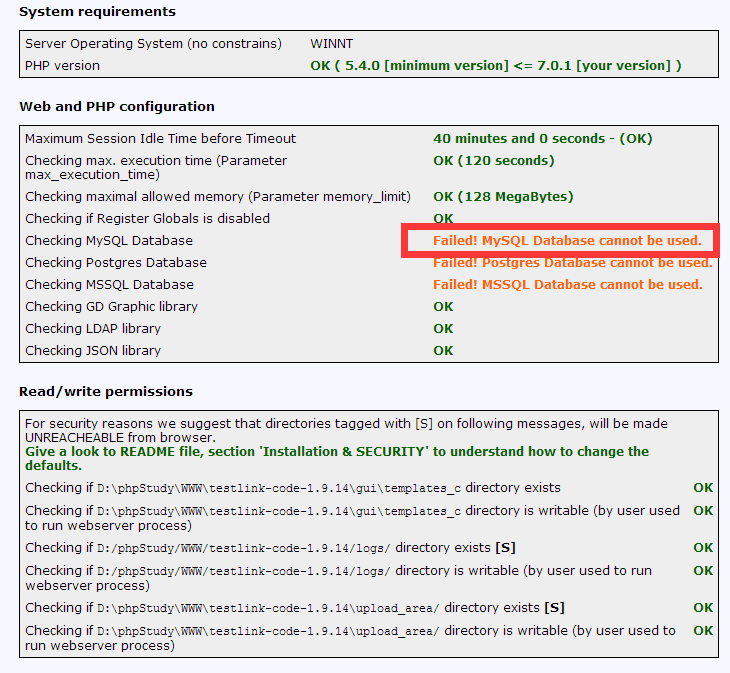 System requirements
Server Operating System (no constrains) WINNT
PHP version OK ( 5.4.0 [minimum version] <= 7.0.1 [your version] )
Web and PHP configuration
Maximum Session Idle Time before Timeout 40 minutes and 0 seconds - (OK)
Checking max. execution time (Parameter OK (120 seconds)
max_execution_time)
Checking maximal allowed memory (Parameter memory_limit) OK (128 MegaBytes)
Checking if Register Globals is disabled OK
Checking MySQL Database Failed! MySQL Database cannot be used.
Checking Postgres Database Failed! Postgres Database cannot be used.
Checking MSSQL Database Failed! MSSQL Database cannot be used.
Checking GD Graphic library OK
Checking LDAP library OK
Checking JSON library OK
Read/write permissions
For security reasons we suggest that directories tagged with [S] on following messages, will be made
UNREACHEABLE from browser.
Give a look to README file, section 'Installation & SECURITY' to understand how to change the
defaults.
Checking if D:\phpStudy\WWW\testlink-code-1.9.14\gui\templates_c directory exists OK
Checking if D:\phpStudy\WWW\testlink-code-1.9.14\gui\templates_c directory is writable (by user used OK
to run webserver process)
Checking if D:/phpStudy/WWW/testlink-code-1.9.14/logs/ directory exists [S] OK
Checking if D:/phpStudy/WWW/testlink-code-1.9.14/logs/ directory is writable (by user used to run OK
webserver process)
Checking if D:\phpStudy\WWW\testlink-code-1.9.14\upload_area/ directory exists [S] OK
Checking if D:\phpStudy\WWW\testlink-code-1.9.14\upload_area/ directory is writable (by user used to OK
run webserver process)